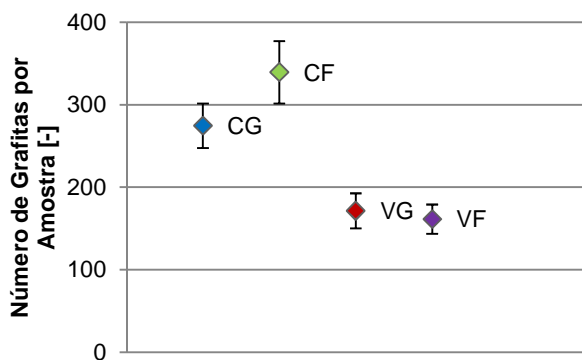 Número de Grafitas por
Amostra [-]
400
300
200
100
0
CF
CG
VG
VF